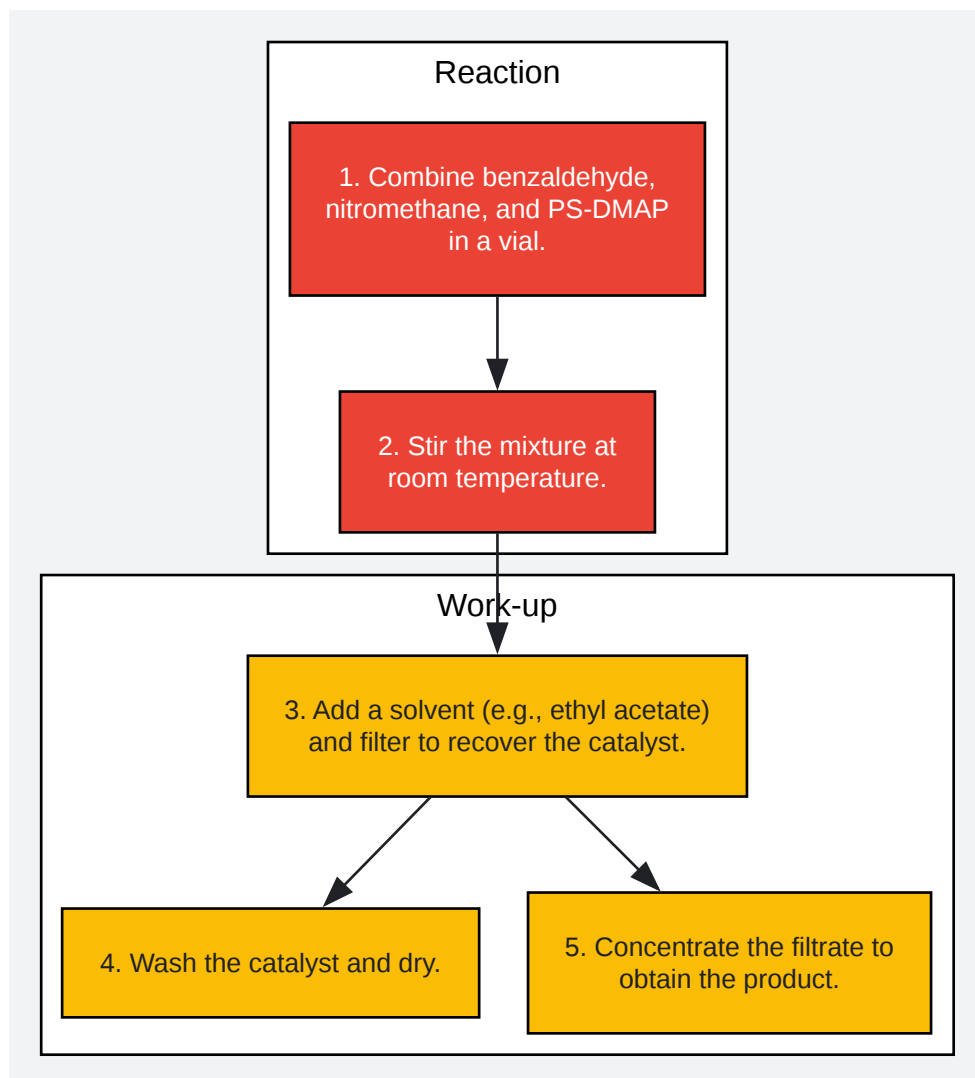 Reaction
1. Combine benzaldehyde,
nitromethane, and PS-DMAP
in a vial.
2. Stir the mixture at
room temperature.
Work-up
3. Add a solvent (e.g., ethyl acetate)
and filter to recover the catalyst.
4. Wash the catalyst and dry.
5. Concentrate the filtrate to
obtain the product.